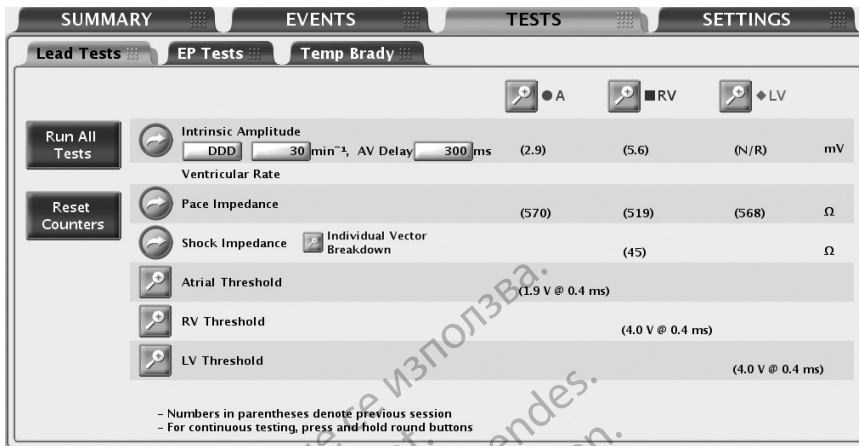 SUMMARY EVENTS TESTS SETTINGS
Lead Tests EP Tests Temp Brady
●A ■RV ◆LV
Run All Tests
Intrinsic Amplitude
DDD 30 min⁻¹, AV Delay 300 ms (2.9) (5.6) (N/R) mV
Ventricular Rate
Reset Counters
Pace Impedance (570) (519) (568) Ω
Shock Impedance Individual Vector Breakdown (45) Ω
Atrial Threshold (1.9 V @ 0.4 ms)
RV Threshold (4.0 V @ 0.4 ms)
LV Threshold (4.0 V @ 0.4 ms)
– Numbers in parentheses denote previous session
– For continuous testing, press and hold round buttons
се използва.